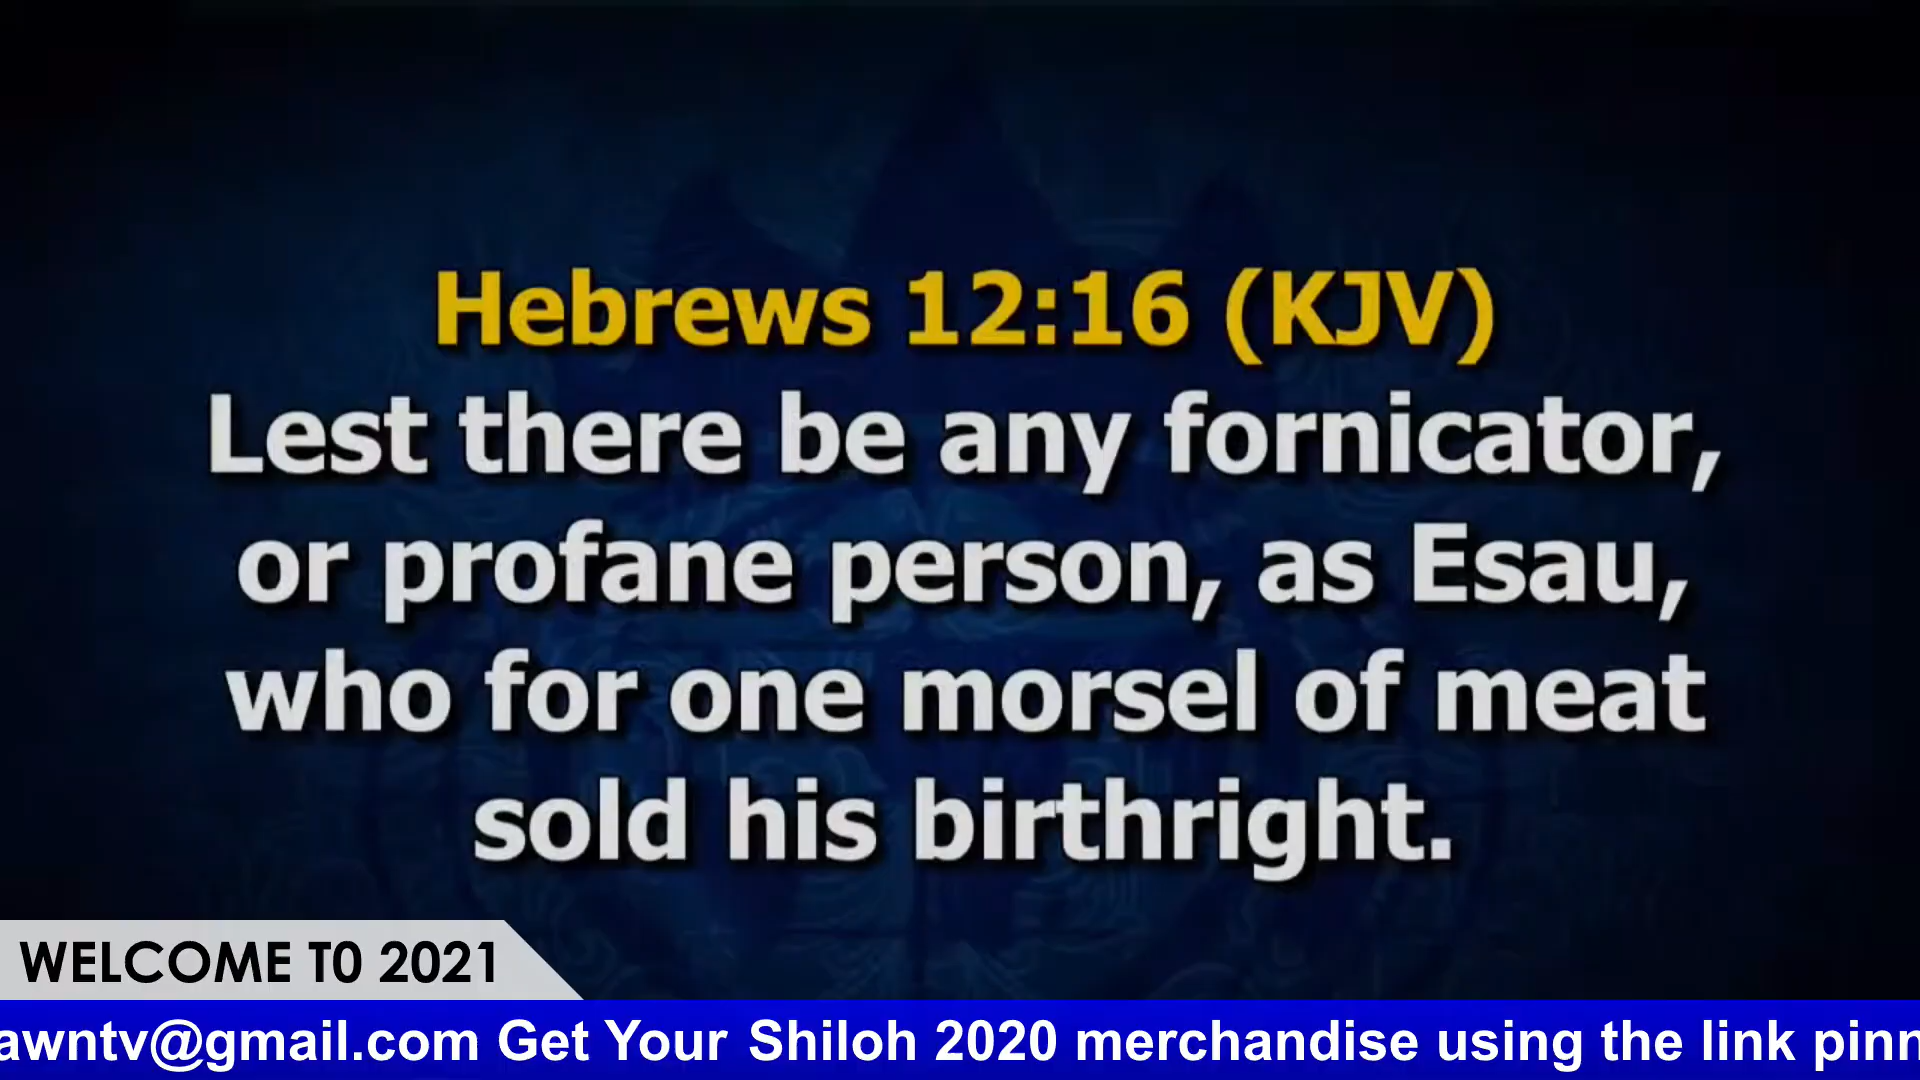 Hebrews 12:16 (KJV)
Lest there be any fornicator,
or profane person, as Esau,
who for one morsel of meat
sold his birthright.
WELCOME T0 2021
awntv@gmail.com Get Your Shiloh 2020 merchandise using the link pinn